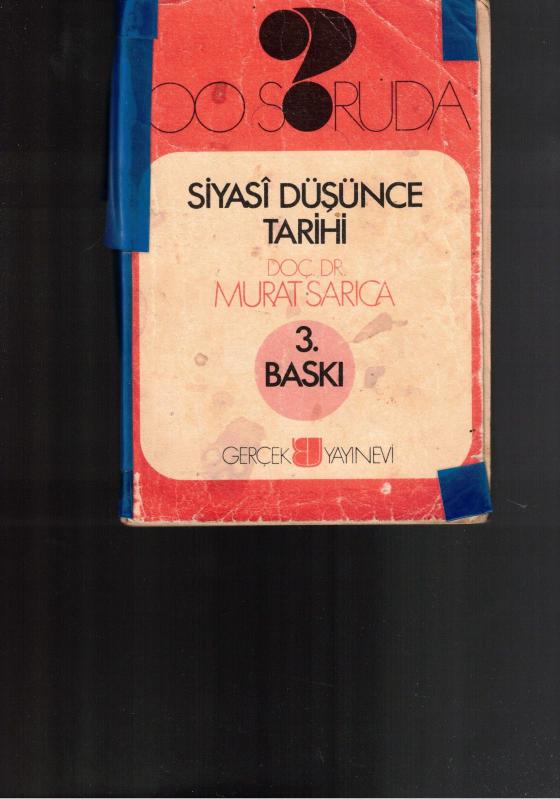 00 SORUDA
SİYASÎ DÜŞÜNCE
TARİHİ
DOÇ. DR.
MURAT SARICA
3.
BASKI
GERÇEK YAYINEVİ